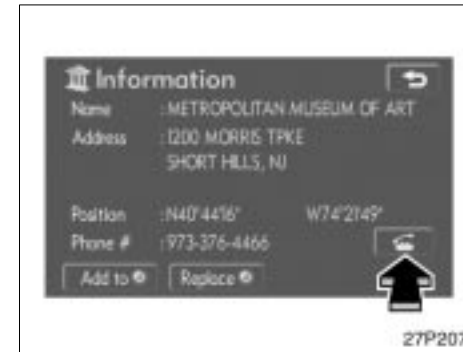 Information
Name : METROPOLITAN MUSEUM OF ART
Address : 1200 MORRIS TPKE
SHORT HILLS, NJ
Position : N40°44'16" W74°21'49"
Phone # : 973-376-4466
Add to Replace
27P207